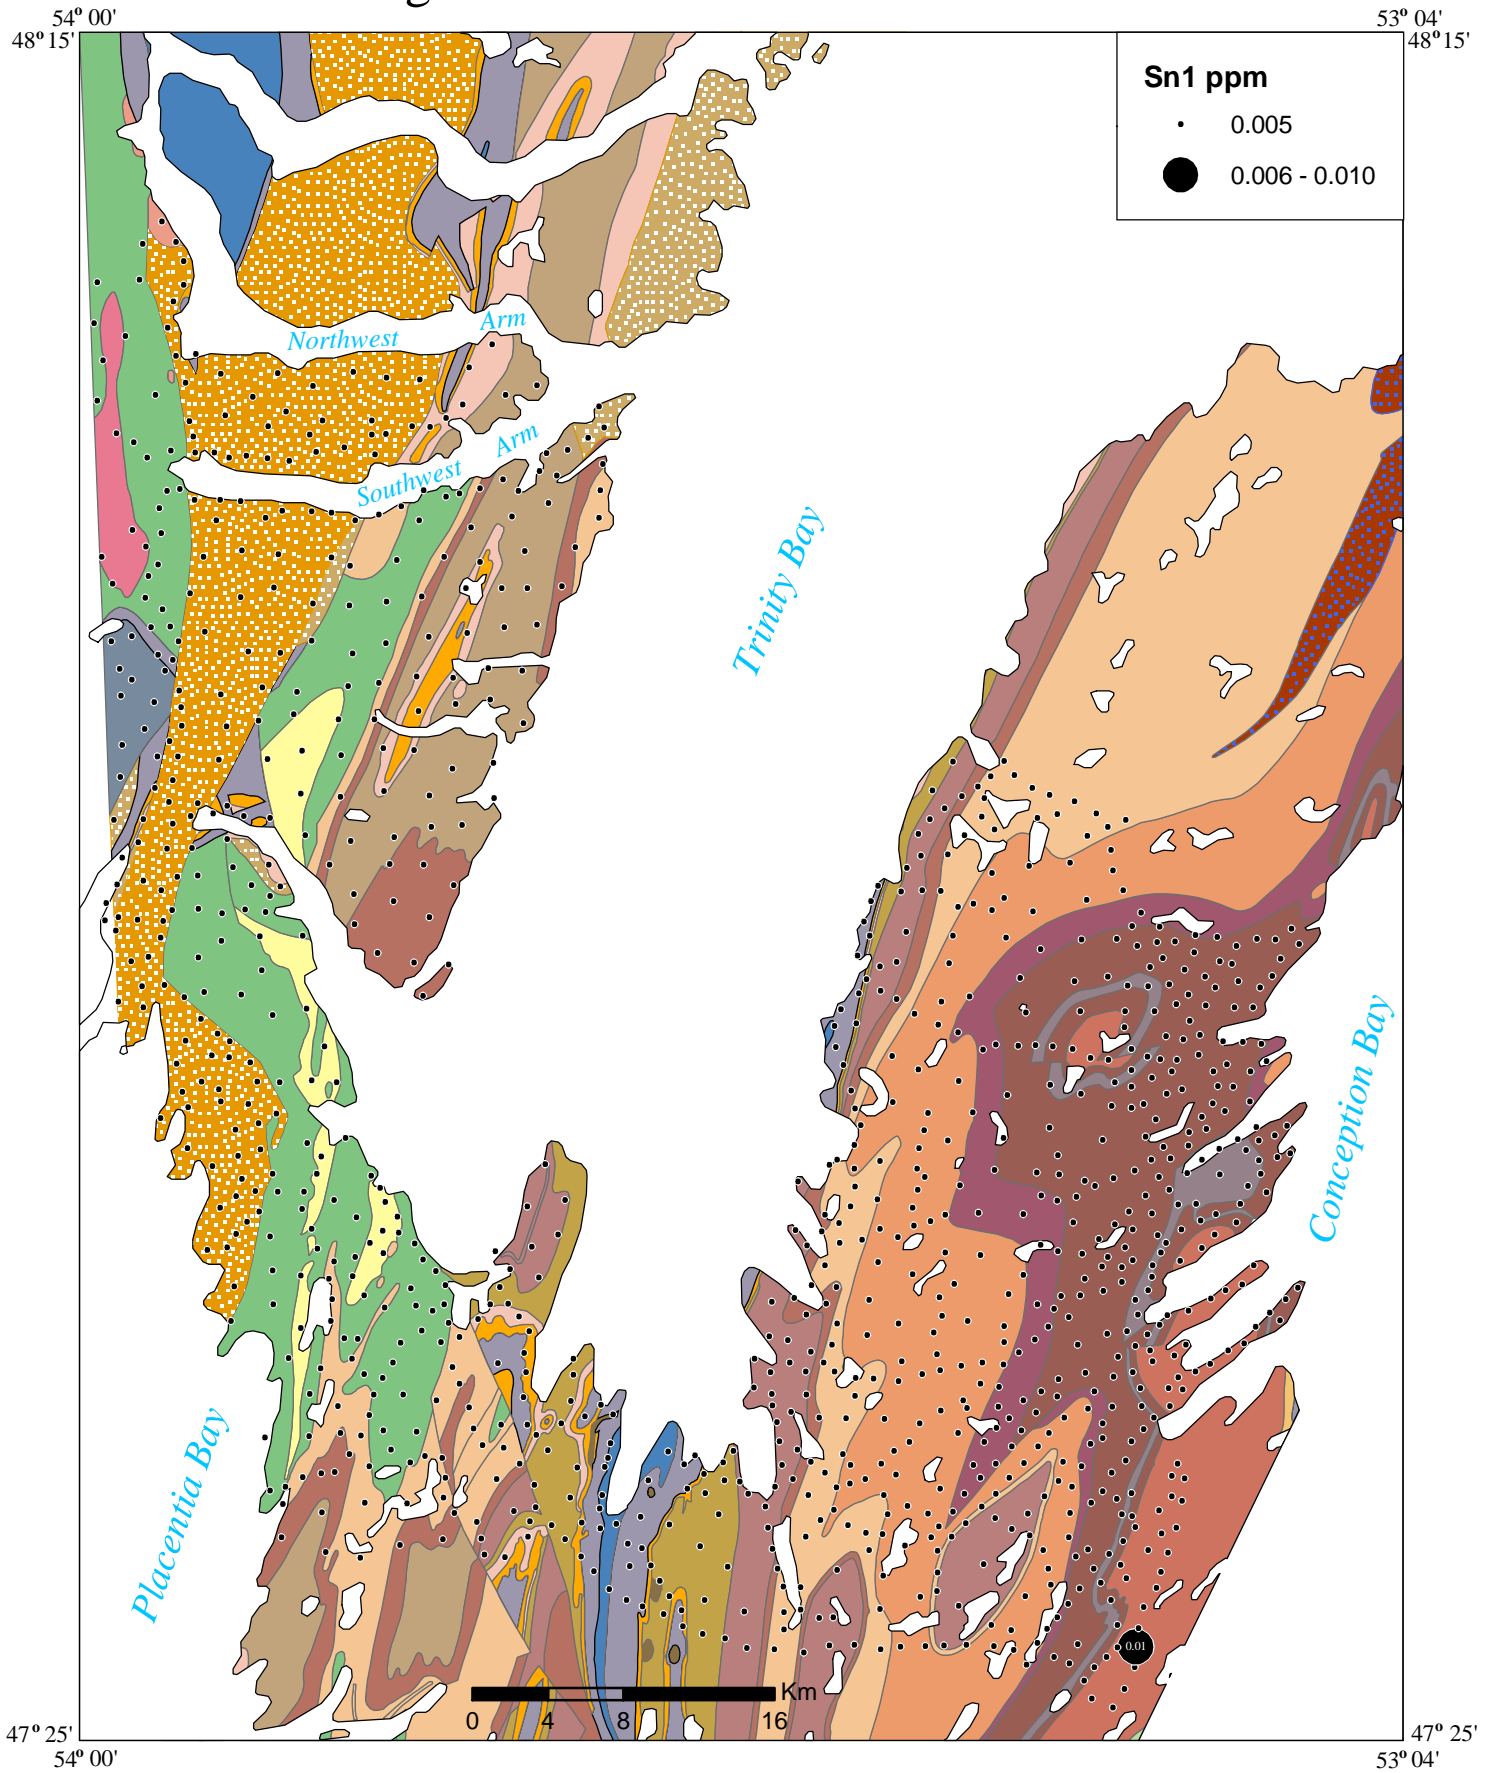 g
54° 00'
53° 04'
48° 15'
48° 15'
Sn1 ppm
0.005
0.006 - 0.010
Northwest Arm
Southwest Arm
Trinity Bay
Conception Bay
Placentia Bay
0.01
Km
0 4 8 16
47° 25'
47° 25'
54° 00'
53° 04'